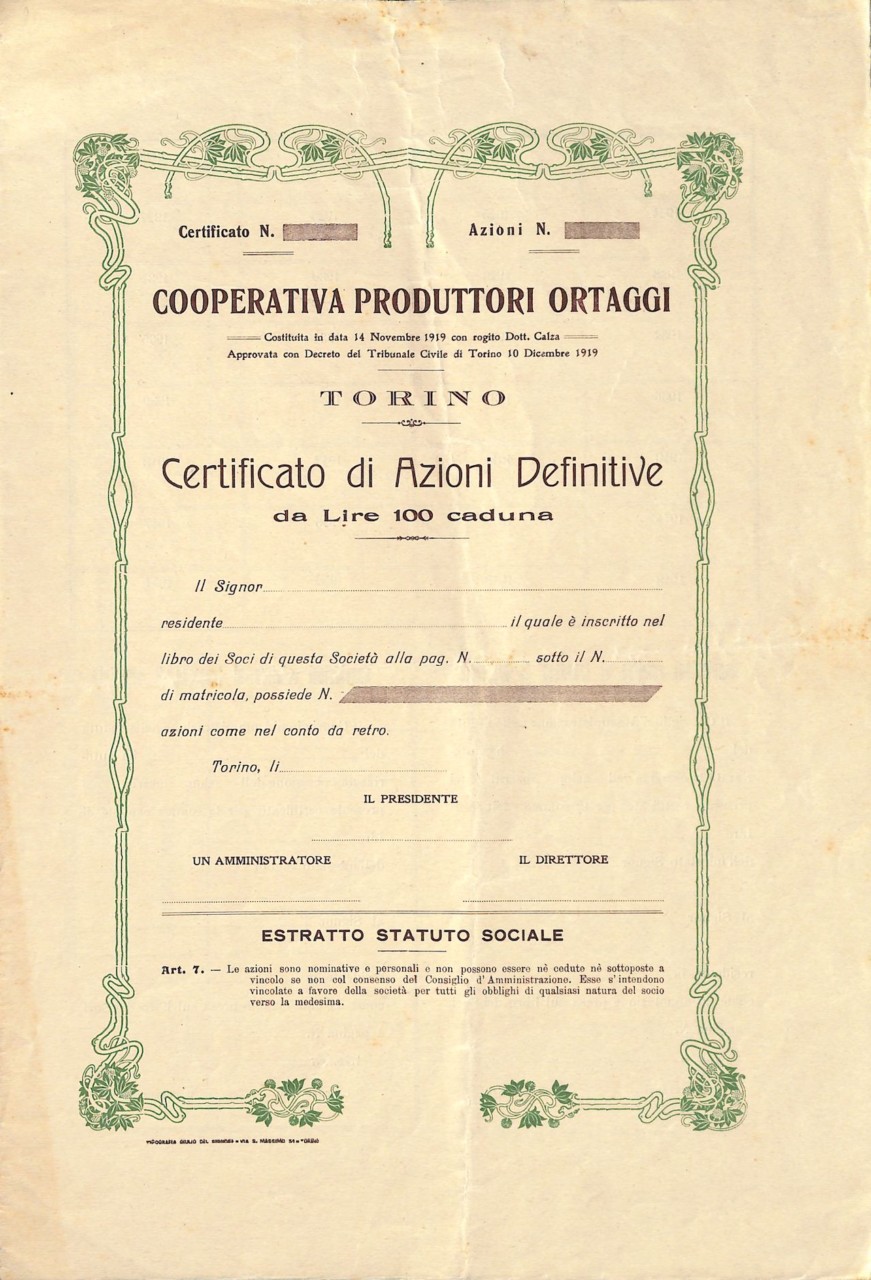 Certificato N.
Azioni N.
COOPERATIVA PRODUTTORI ORTAGGI
Costituita in data 14 Novembre 1919 con rogito Dott. Calza
Approvata con Decreto del Tribunale Civile di Torino 10 Dicembre 1919
TORINO
Certificato di Azioni Definitive
da Lire 100 caduna
Il Signor
residente il quale è inscritto nel
libro dei Soci di questa Società alla pag. N. sotto il N.
di matricola, possiede N.
azioni come nel conto da retro.
Torino, li
IL PRESIDENTE
UN AMMINISTRATORE
IL DIRETTORE
ESTRATTO STATUTO SOCIALE
Art. 7. — Le azioni sono nominative e personali e non possono essere nè cedute nè sottoposte a
vincolo se non col consenso del Consiglio d'Amministrazione. Esse s'intendono
vincolate a favore della società per tutti gli obblighi di qualsiasi natura del socio
verso la medesima.
TIPOGRAFIA DEL VIA S. MASSIMO